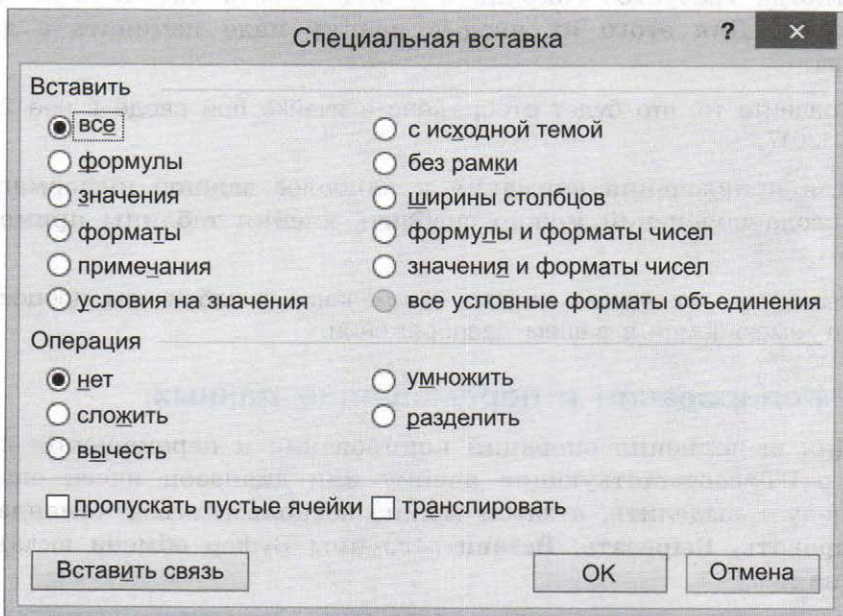 Специальная вставка ? ×
Вставить
все
формулы
значения
форматы
примечания
условия на значения
с исходной темой
без рамки
ширины столбцов
формулы и форматы чисел
значения и форматы чисел
все условные форматы объединения
Операция
нет
сложить
вычесть
умножить
разделить
пропускать пустые ячейки
транслировать
Вставить связь
ОК
Отмена